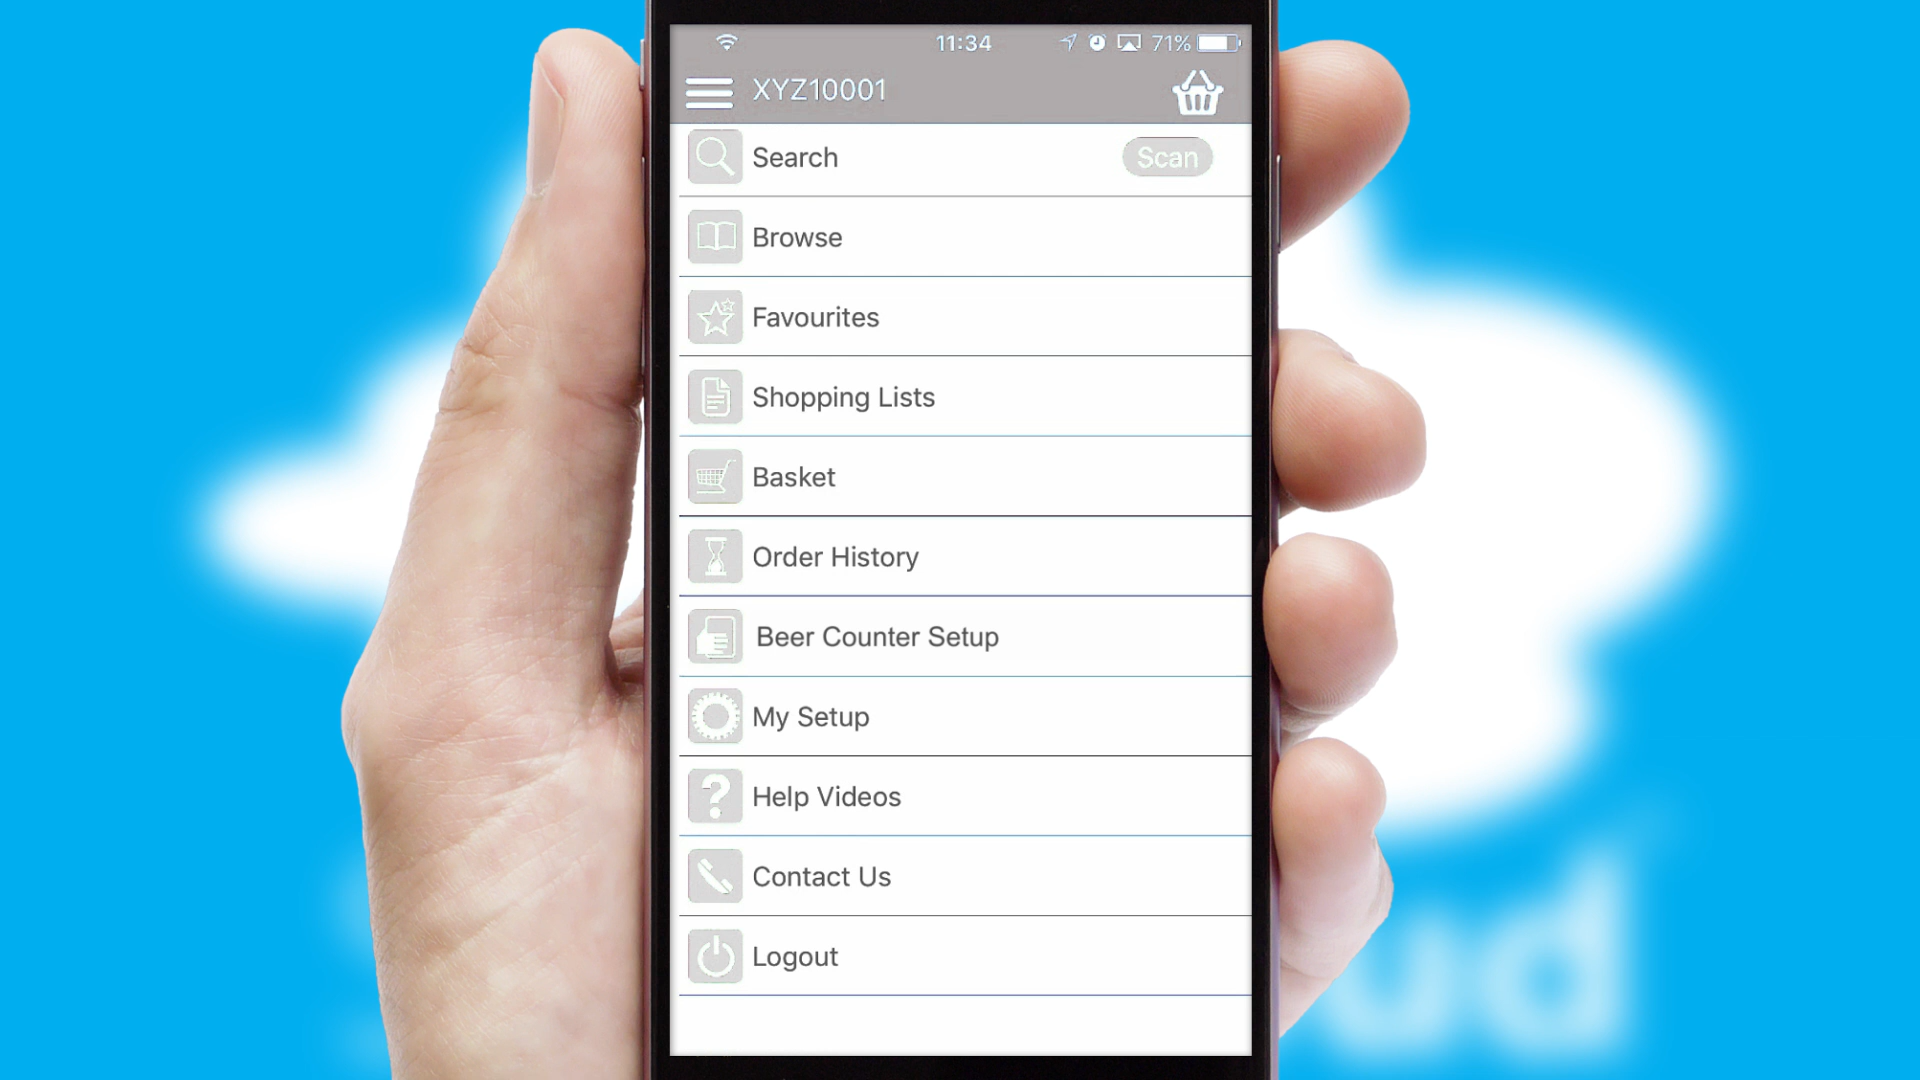 11:34 71%
XYZ10001
Search Scan
Browse
Favourites
Shopping Lists
Basket
Order History
Beer Counter Setup
My Setup
Help Videos
Contact Us
Logout